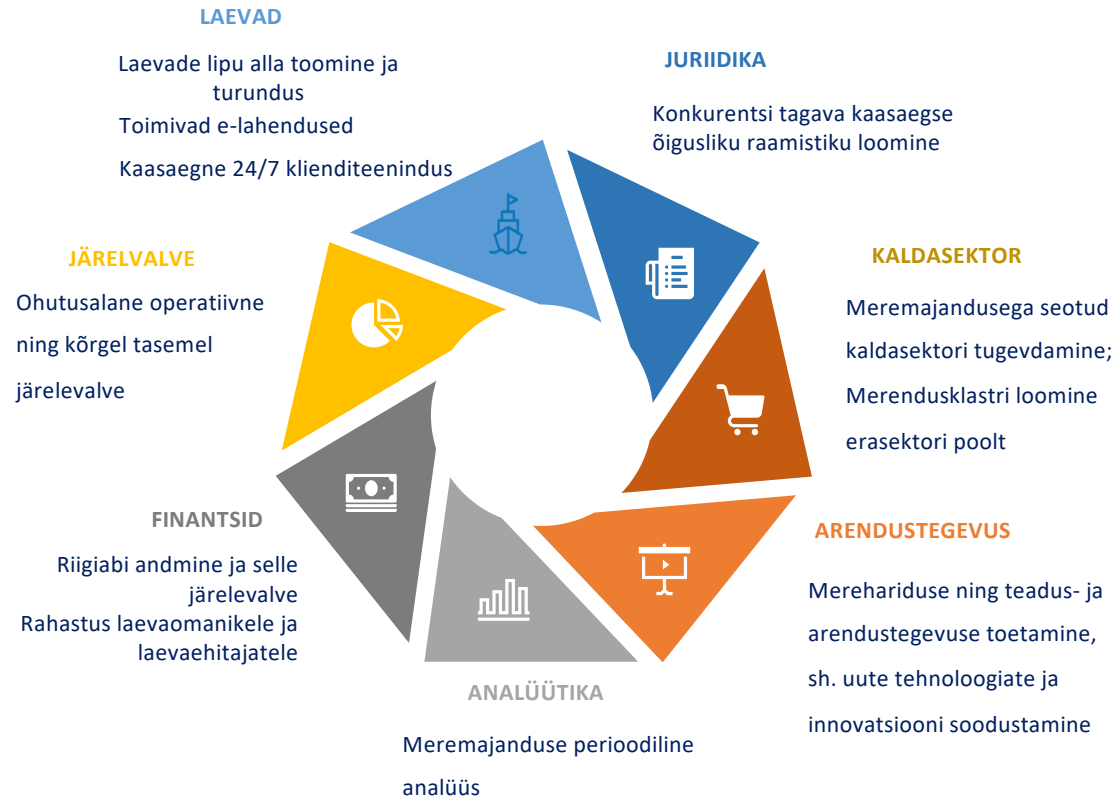 LAEVAD
Laevade lipu alla toomine ja
turundus
Toimivad e-lahendused
Kaasaegne 24/7 klienditeenindus
JURIIDIKA
Konkurentsi tagava kaasaegse
õigusliku raamistiku loomine
KALDASEKTOR
Meremajandusega seotud
kaldasektori tugevdamine;
Merendusklastri loomine
erasektori poolt
ARENDUSTEGEVUS
Merehariduse ning teadus- ja
arendustegevuse toetamine,
sh. uute tehnoloogiate ja
innovatsiooni soodustamine
ANALÜÜTIKA
Meremajanduse perioodiline
analüüs
FINANTSID
Riigiabi andmine ja selle
järelevalve
Rahastus laevaomanikele ja
laevaehitajatele
JÄRELVALVE
Ohutusalane operatiivne
ning kõrgel tasemel
järelevalve